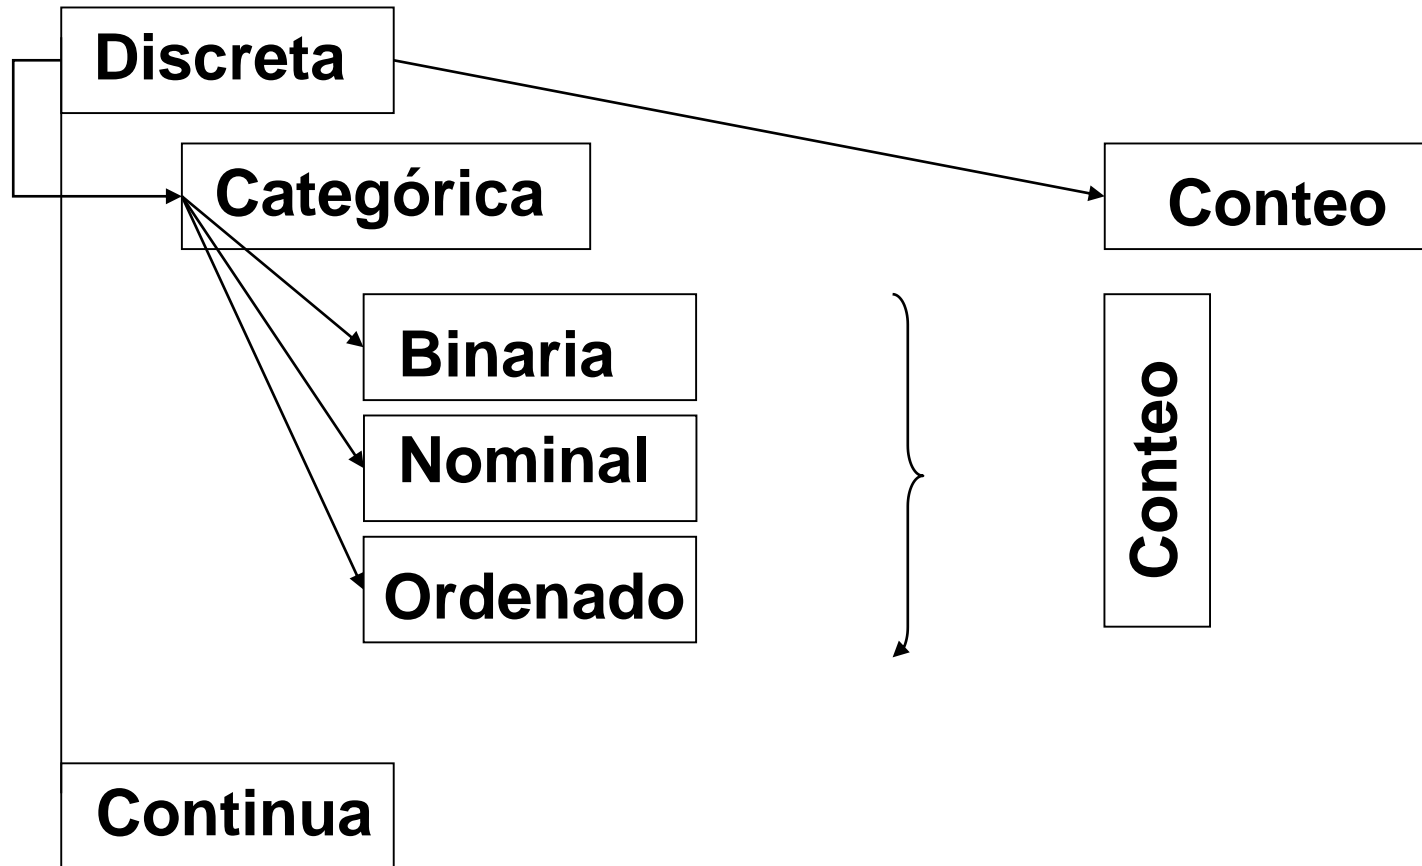 Discreta
Categórica
Conteo
Binaria
Nominal
Ordenado
Conteo
Continua